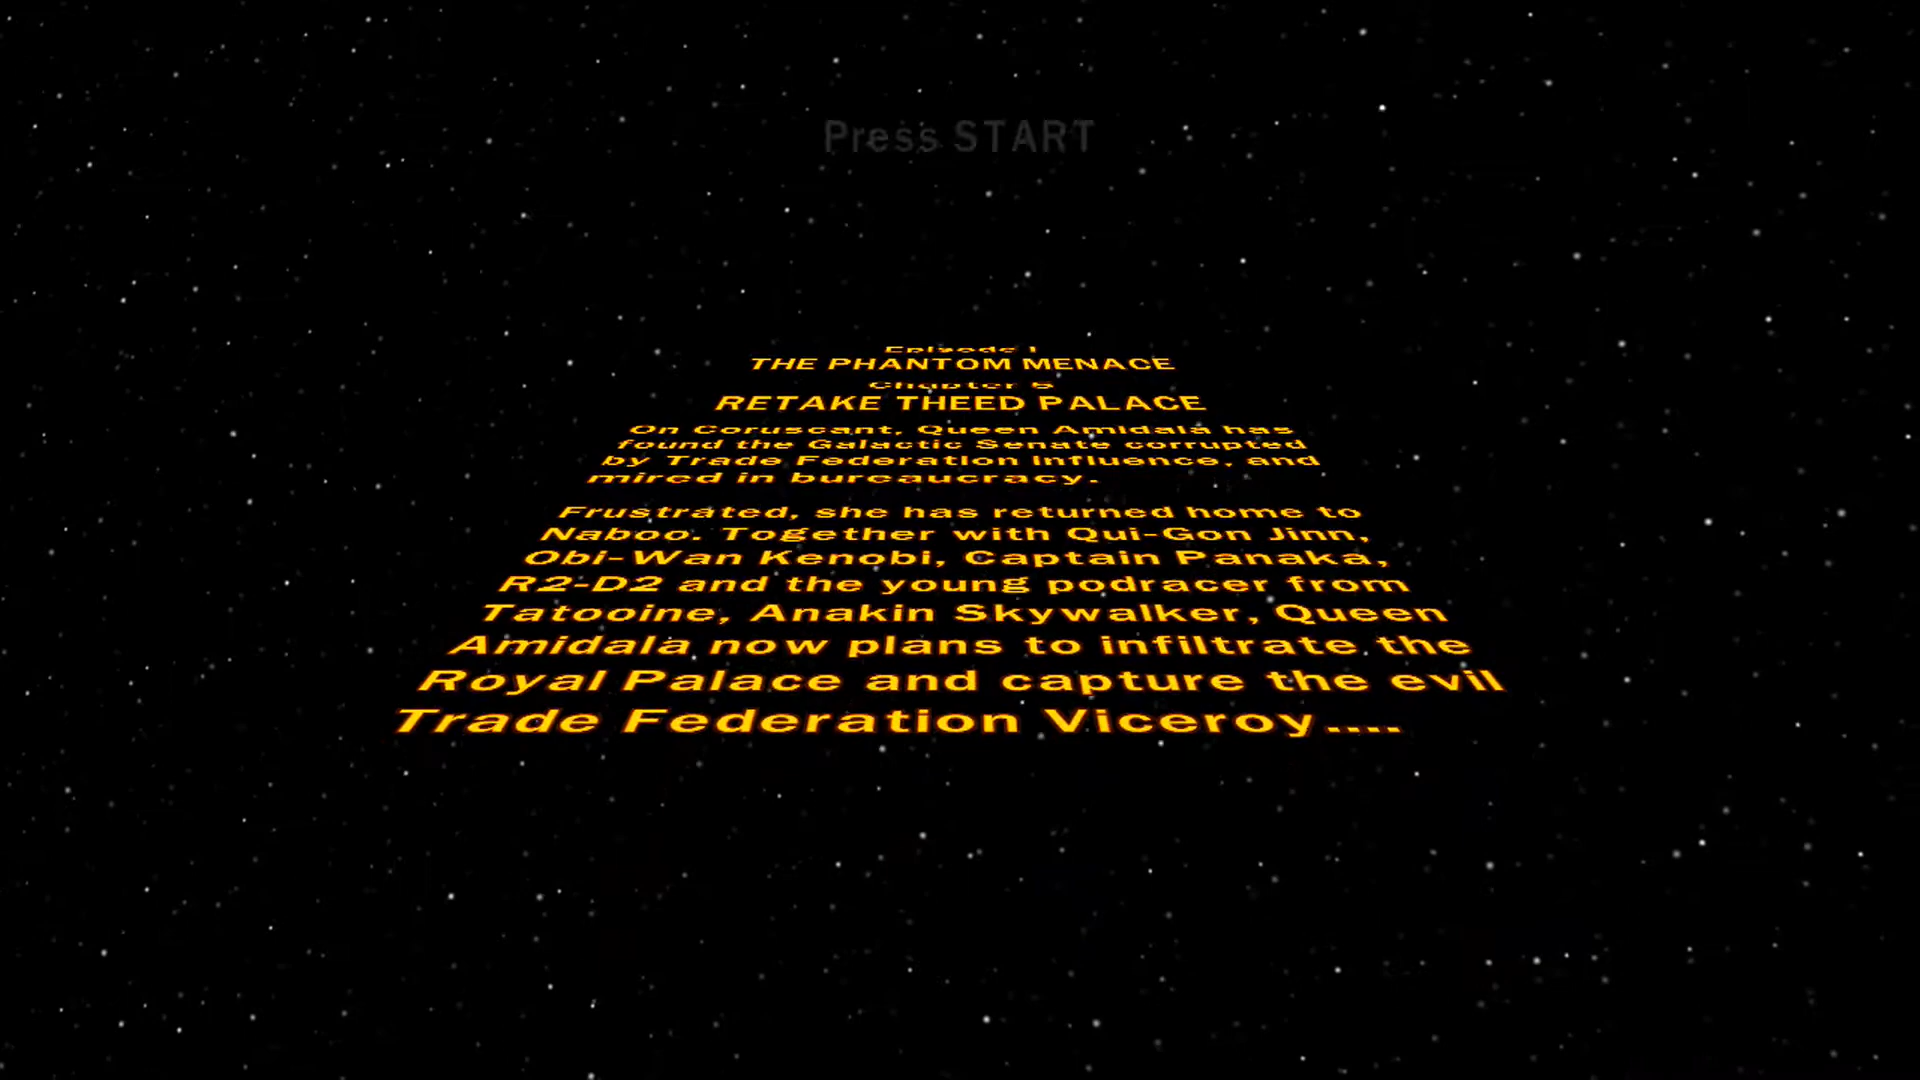 Press START
Episode I
THE PHANTOM MENACE
Chapter 5
RETAKE THEED PALACE
On Coruscant, Queen Amidala has
found the Galactic Senate corrupted
by Trade Federation influence, and
mired in bureaucracy.
Frustrated, she has returned home to
Naboo. Together with Qui-Gon Jinn,
Obi-Wan Kenobi, Captain Panaka,
R2-D2 and the young podracer from
Tatooine, Anakin Skywalker, Queen
Amidala now plans to infiltrate the
Royal Palace and capture the evil
Trade Federation Viceroy....